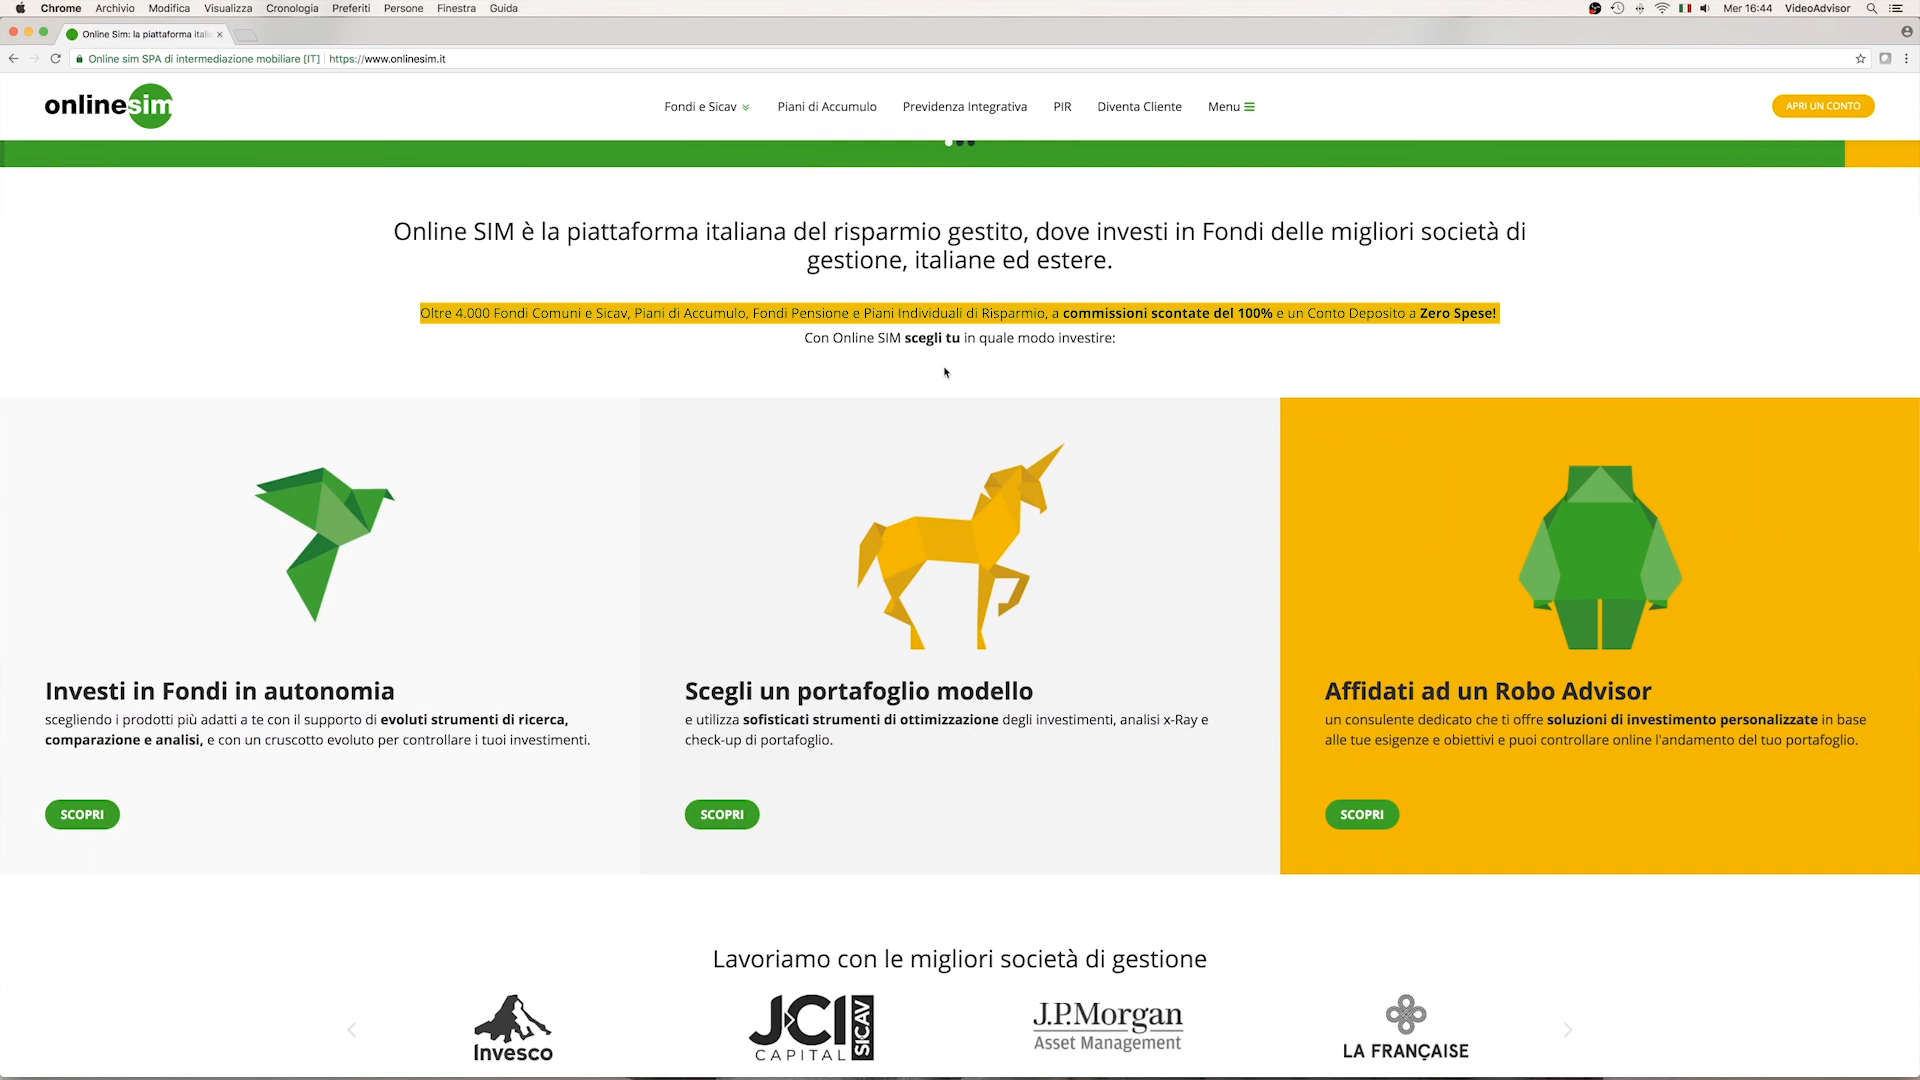 Chrome Archivio Modifica Visualizza Cronologia Preferiti Persone Finestra Guida Mer 16:44 VideoAdvisor
Online Sim: la piattaforma itali
Online sim SPA di intermediazione mobiliare [IT] https://www.onlinesim.it
onlinesim Fondi e Sicav Piani di Accumulo Previdenza Integrativa PIR Diventa Cliente Menu APRI UN CONTO
Online SIM è la piattaforma italiana del risparmio gestito, dove investi in Fondi delle migliori società di
gestione, italiane ed estere.
Oltre 4.000 Fondi Comuni e Sicav, Piani di Accumulo, Fondi Pensione e Piani Individuali di Risparmio, a commissioni scontate del 100% e un Conto Deposito a Zero Spese!
Con Online SIM scegli tu in quale modo investire:
Investi in Fondi in autonomia
scegliendo i prodotti più adatti a te con il supporto di evoluti strumenti di ricerca,
comparazione e analisi, e con un cruscotto evoluto per controllare i tuoi investimenti.
SCOPRI
Scegli un portafoglio modello
e utilizza sofisticati strumenti di ottimizzazione degli investimenti, analisi x-Ray e
check-up di portafoglio.
SCOPRI
Affidati ad un Robo Advisor
un consulente dedicato che ti offre soluzioni di investimento personalizzate in base
alle tue esigenze e obiettivi e puoi controllare online l'andamento del tuo portafoglio.
SCOPRI
Lavoriamo con le migliori società di gestione
Invesco
JCI
CAPITAL
SICAV
J.P.Morgan
Asset Management
LA FRANÇAISE